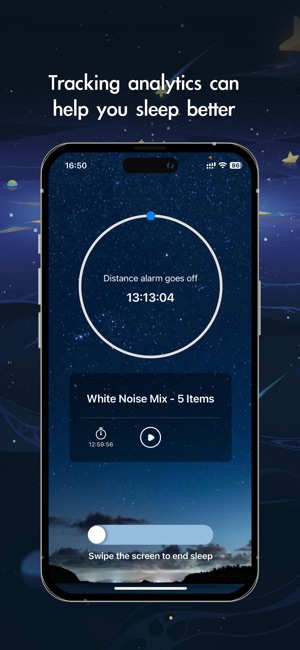 Tracking analytics can
help you sleep better
16:50
86
Distance alarm goes off
13:13:04
White Noise Mix - 5 Items
12:59:56
Swipe the screen to end sleep